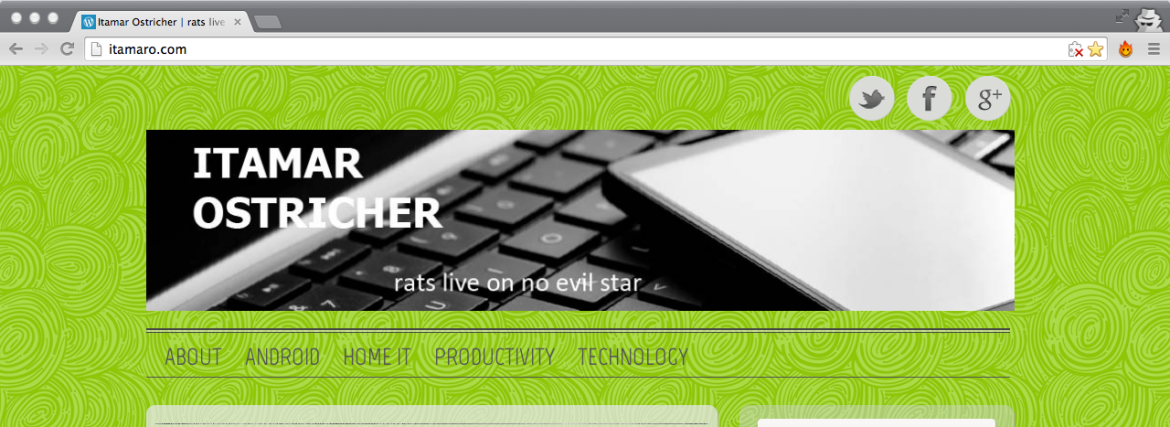 Itamar Ostricher | rats live
itamaro.com
g+
ITAMAR
OSTRICHER
rats live on no evil star
ABOUT ANDROID HOME IT PRODUCTIVITY TECHNOLOGY